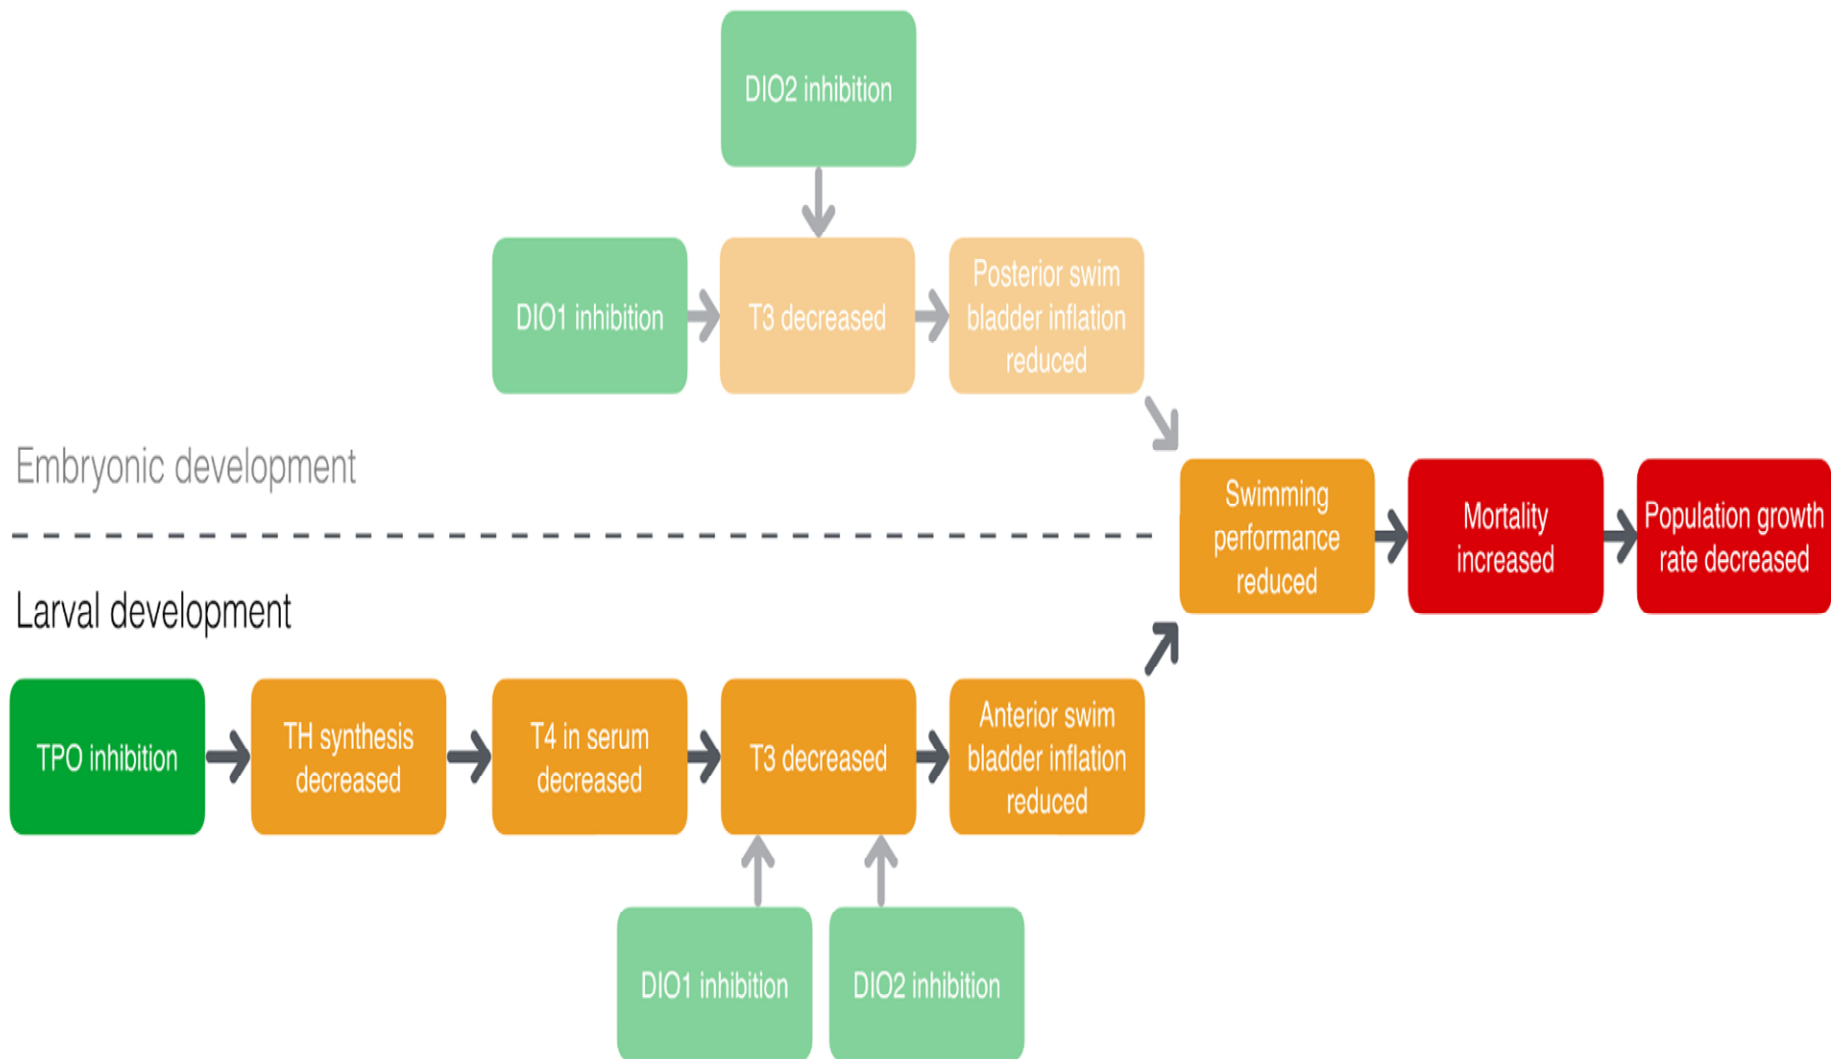 DIO2 inhibition
DIO1 inhibition
T3 decreased
Posterior swim
bladder inflation
reduced
Embryonic development
Swimming
performance
reduced
Mortality
increased
Population growth
rate decreased
Larval development
TPO inhibition
TH synthesis
decreased
T4 in serum
decreased
T3 decreased
Anterior swim
bladder inflation
reduced
DIO1 inhibition
DIO2 inhibition